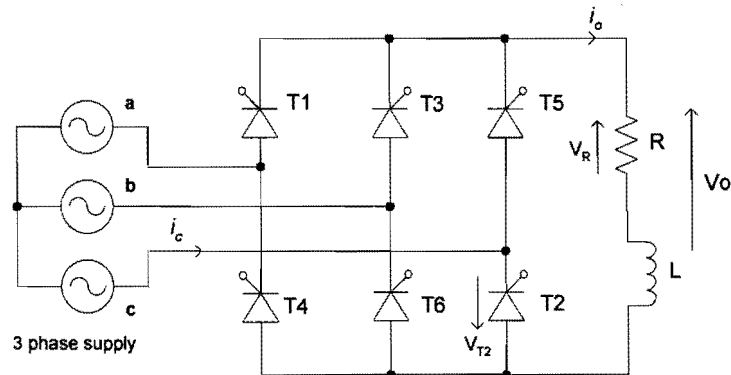 i_o
a
T1
T3
T5
V_R
R
Vo
b
i_c
L
c
T4
T6
T2
V_T2
3 phase supply